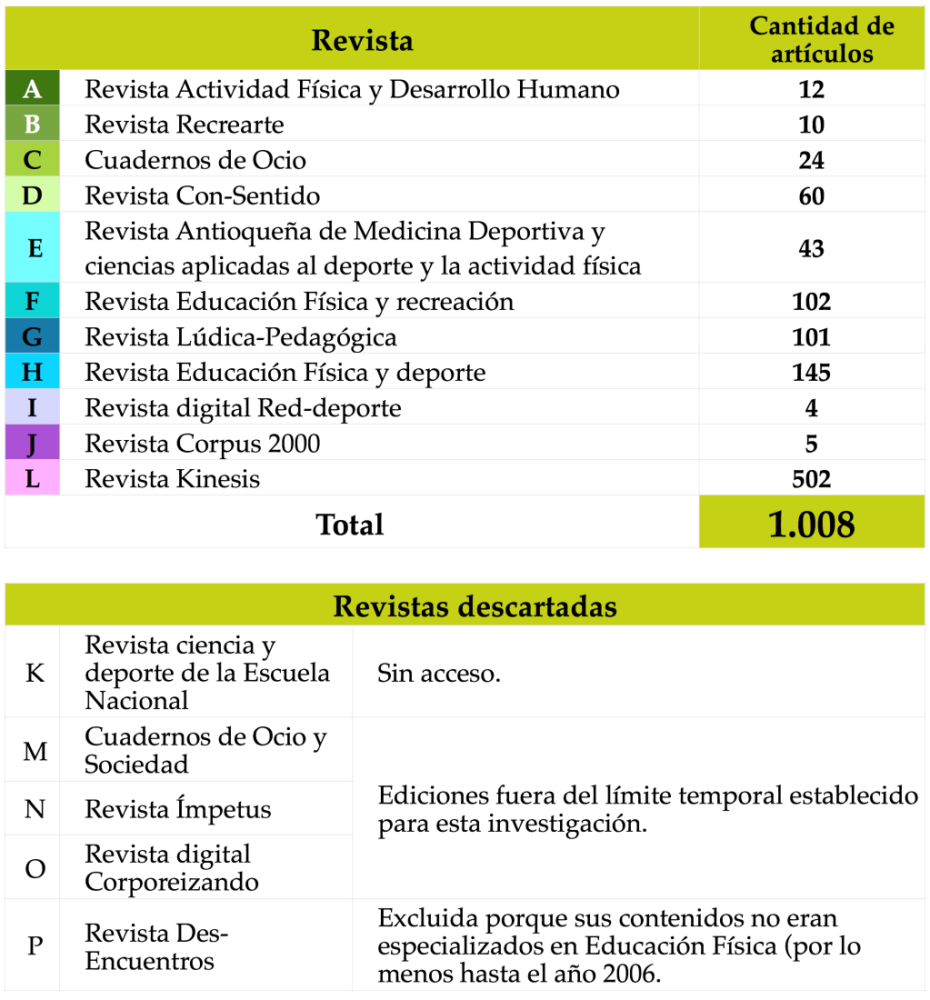 Revista
Cantidad de
artículos
A Revista Actividad Física y Desarrollo Humano 12
B Revista Recrearte 10
C Cuadernos de Ocio 24
D Revista Con-Sentido 60
E Revista Antioqueña de Medicina Deportiva y
ciencias aplicadas al deporte y la actividad física 43
F Revista Educación Física y recreación 102
G Revista Lúdica-Pedagógica 101
H Revista Educación Física y deporte 145
I Revista digital Red-deporte 4
J Revista Corpus 2000 5
L Revista Kinesis 502
Total 1.008
Revistas descartadas
K Revista ciencia y
deporte de la Escuela
Nacional
Sin acceso.
M Cuadernos de Ocio y
Sociedad
N Revista Ímpetus
O Revista digital
Corporeizando
Ediciones fuera del límite temporal establecido
para esta investigación.
P Revista Des-
Encuentros
Excluida porque sus contenidos no eran
especializados en Educación Física (por lo
menos hasta el año 2006.